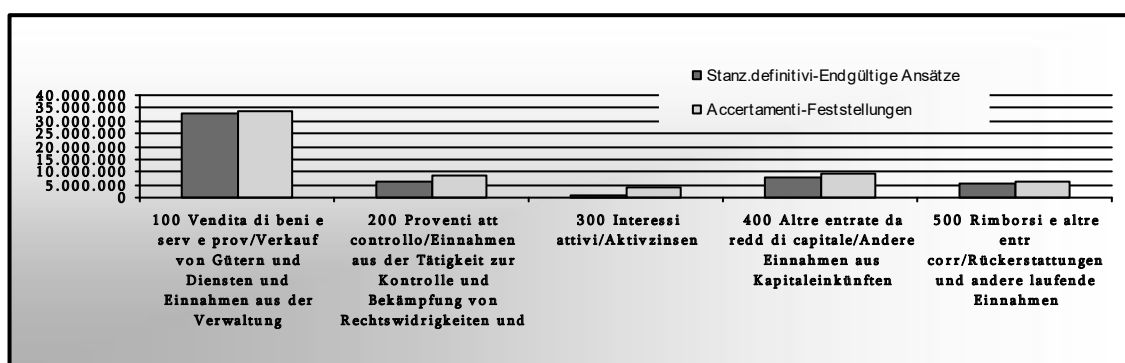 Stanz.definitivi-Endgültige Ansätze
Accertamenti-Feststellungen
40.000.000
35.000.000
30.000.000
25.000.000
20.000.000
15.000.000
10.000.000
5.000.000
0
100 Vendita di beni e
serv e prov/Verkauf
von Gütern und
Diensten und
Einnahmen aus der
Verwaltung
200 Proventi att
controllo/Einnahmen
aus der Tätigkeit zur
Kontrolle und
Bekämpfung von
Rechtswidrigkeiten und
300 Interessi
attivi/Aktivzinsen
400 Altre entrate da
redd di capitale/Andere
Einnahmen aus
Kapitaleinkünften
500 Rimborsi e altre
entr
corr/Rückerstattungen
und andere laufende
Einnahmen